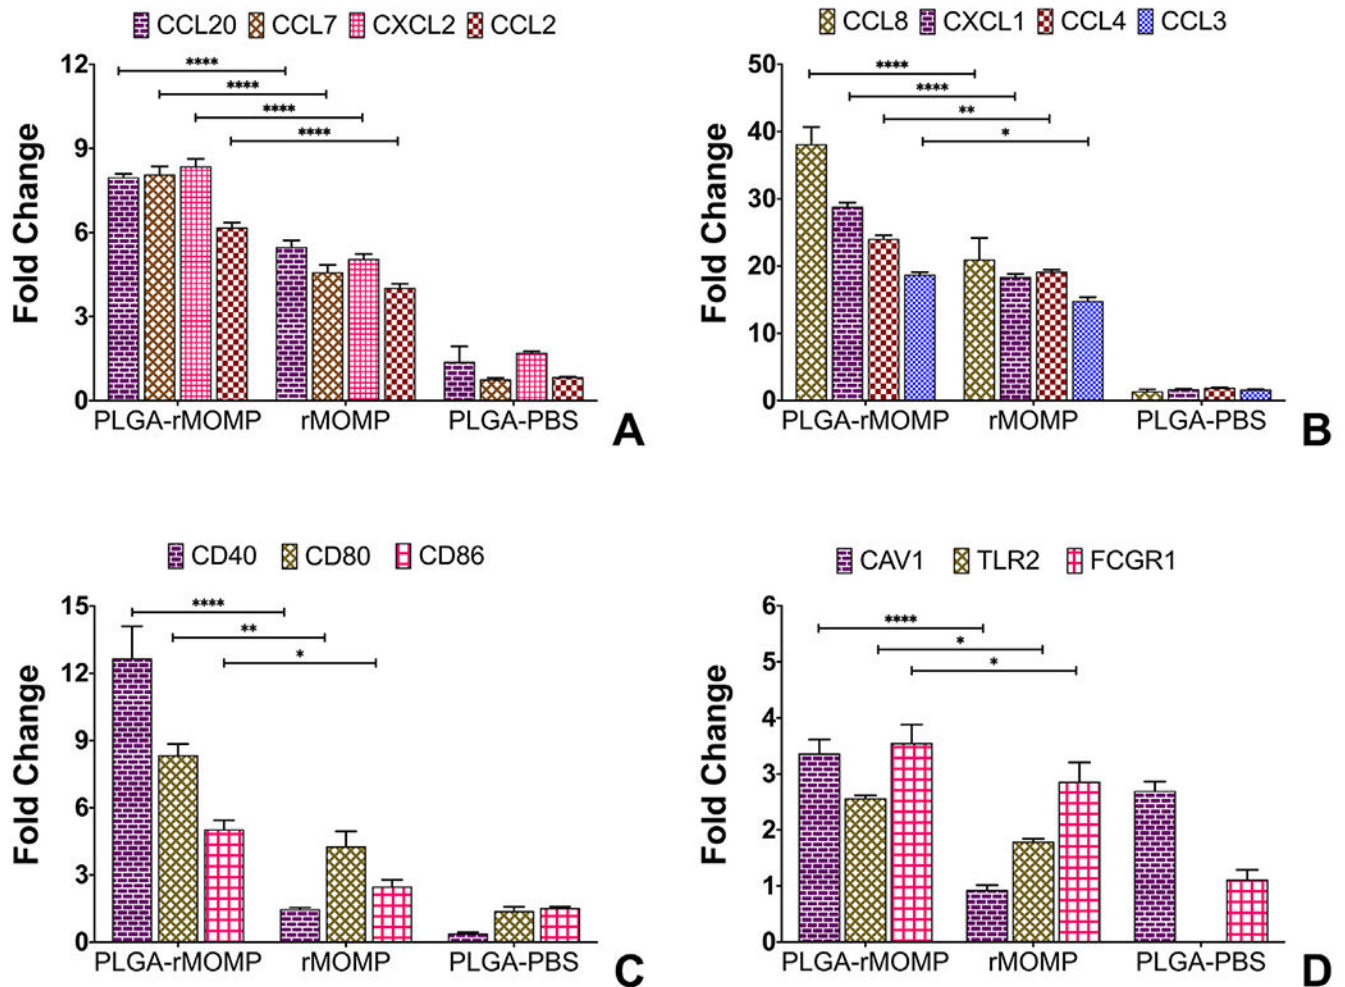 CCL20 CCL7 CXCL2 CCL2
12
9
6
3
0
Fold Change
****
****
****
****
PLGA-rMOMP rMOMP PLGA-PBS
A
CCL8 CXCL1 CCL4 CCL3
50
40
30
20
10
0
Fold Change
****
****
**
*
PLGA-rMOMP rMOMP PLGA-PBS
B
CD40 CD80 CD86
15
12
9
6
3
0
Fold Change
****
**
*
PLGA-rMOMP rMOMP PLGA-PBS
C
CAV1 TLR2 FCGR1
6
5
4
3
2
1
0
Fold Change
****
*
*
PLGA-rMOMP rMOMP PLGA-PBS
D